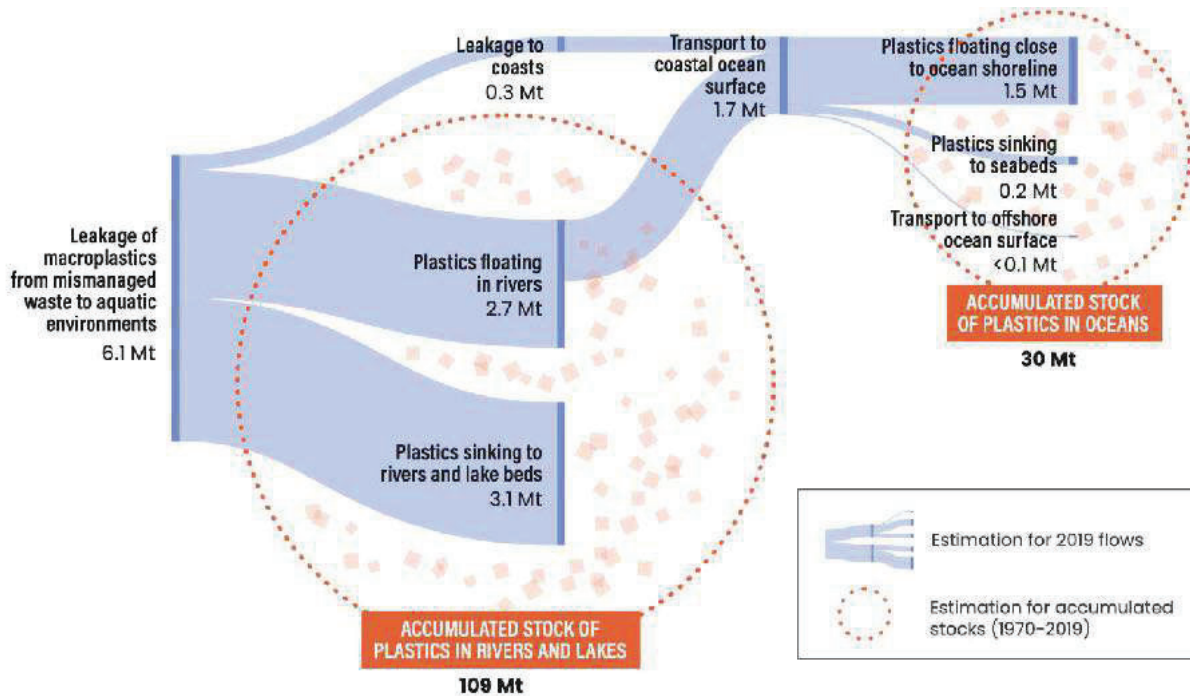 Leakage to
coasts
0.3 Mt
Transport to
coastal ocean
surface
1.7 Mt
Plastics floating close
to ocean shoreline
1.5 Mt
Plastics sinking
to seabeds
0.2 Mt
Transport to offshore
ocean surface
<0.1 Mt
Leakage of
macroplastics
from mismanaged
waste to aquatic
environments
6.1 Mt
Plastics floating
in rivers
2.7 Mt
ACCUMULATED STOCK
OF PLASTICS IN OCEANS
30 Mt
Plastics sinking to
rivers and lake beds
3.1 Mt
Estimation for 2019 flows
Estimation for accumulated
stocks (1970-2019)
ACCUMULATED STOCK OF
PLASTICS IN RIVERS AND LAKES
109 Mt